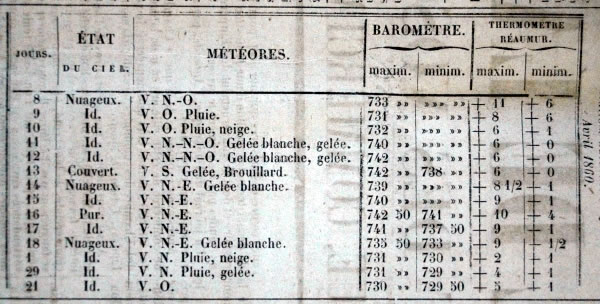 JOURS. ÉTAT DU CIEL. MÉTÉORES. BAROMÈTRE. THERMOMETRE RÉAUMUR.
maxim. minim. maxim. minim.
8 Nuageux. V. N.-O. 733 »» »»» »» + 11 + 6
9 Id. V. O. Pluie. 731 »» »»» »» + 8 + 6
10 Id. V. O. Pluie, neige. 732 »» »»» »» + 6 + 1
11 Id. V. N.-N.-O. Gelée blanche, gelée. 740 »» »»» »» + 6 + 0
12 Id. V. N.-N.-O. Gelée blanche, gelée. 742 »» »»» »» + 6 + 0
13 Couvert. V. S. Gelée, Brouillard. 742 »» 738 »» + 6 + 0
14 Nuageux. V. N.-E. Gelée blanche. 739 »» »»» »» + 8 1/2 + 1
15 Id. V. N.-E. 740 »» »»» »» + 9 + 1
16 Pur. V. N.-E. 742 50 741 »» + 10 + 4
17 Id. V. N.-E. 741 »» 737 50 + 9 + 1
18 Nuageux. V. N.-E. Gelée blanche. 735 50 733 »» + 9 + 1/2
1 Id. V. N. Pluie, neige. 731 »» 730 »» + 2 + 1
29 Id. V. N. Pluie, gelée. 731 »» 729 »» + 4 + 1
21 Id. V. O. 730 »» 729 50 + 5 + 1
Avril 1860.